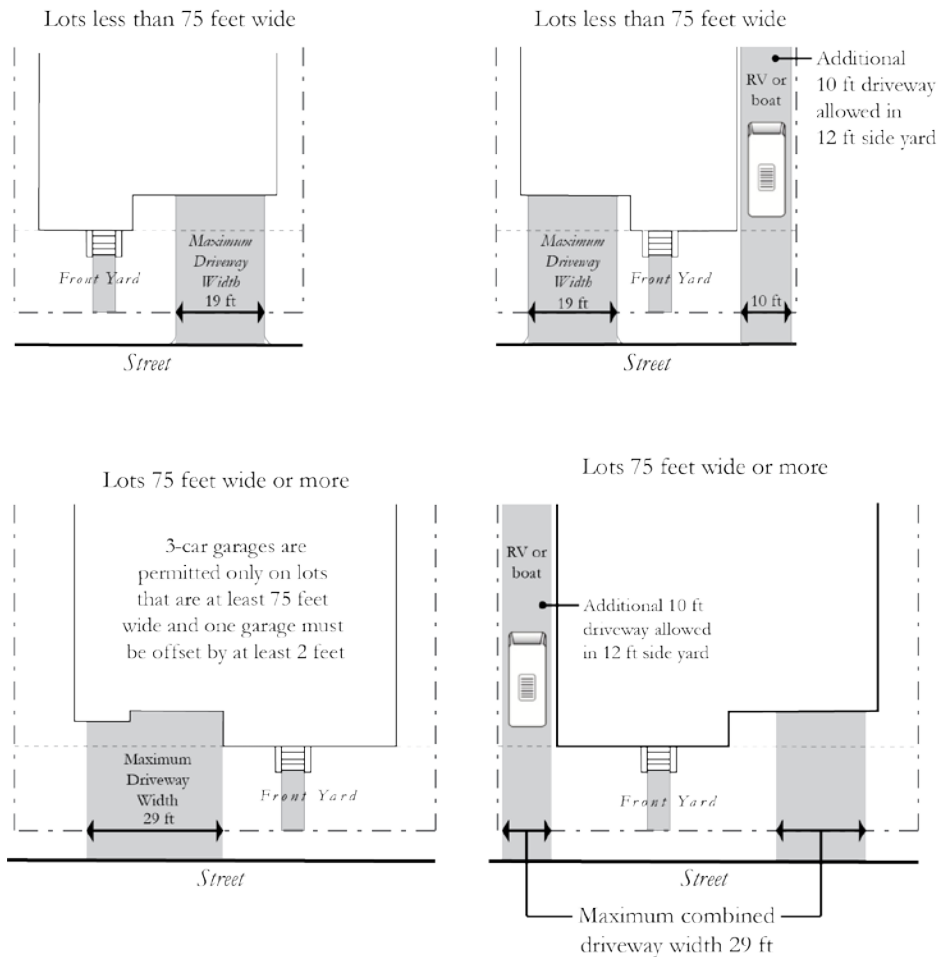 Lots less than 75 feet wide
Maximum
Driveway
Width
19 ft
Front Yard
Street
Lots less than 75 feet wide
RV or
boat
Additional
10 ft driveway
allowed in
12 ft side yard
Maximum
Driveway
Width
19 ft
Front Yard
10 ft
Street
Lots 75 feet wide or more
3-car garages are
permitted only on lots
that are at least 75 feet
wide and one garage must
be offset by at least 2 feet
Maximum
Driveway
Width
29 ft
Front Yard
Street
Lots 75 feet wide or more
RV or
boat
Additional 10 ft
driveway allowed
in 12 ft side yard
Front Yard
Street
Maximum combined
driveway width 29 ft